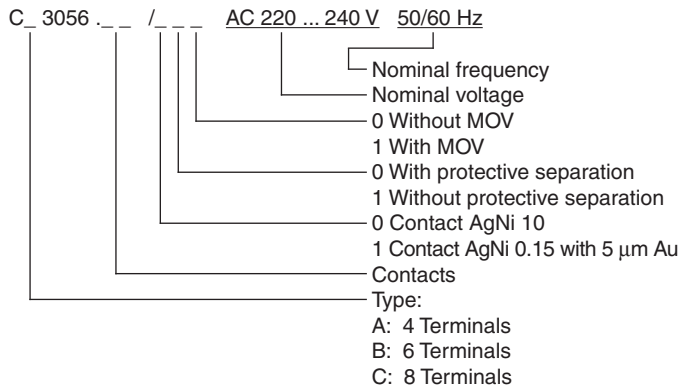 C_ 3056 ._ _ /_ _ _ AC 220 ... 240 V 50/60 Hz
Nominal frequency
Nominal voltage
0 Without MOV
1 With MOV
0 With protective separation
1 Without protective separation
0 Contact AgNi 10
1 Contact AgNi 0.15 with 5 μm Au
Contacts
Type:
A: 4 Terminals
B: 6 Terminals
C: 8 Terminals